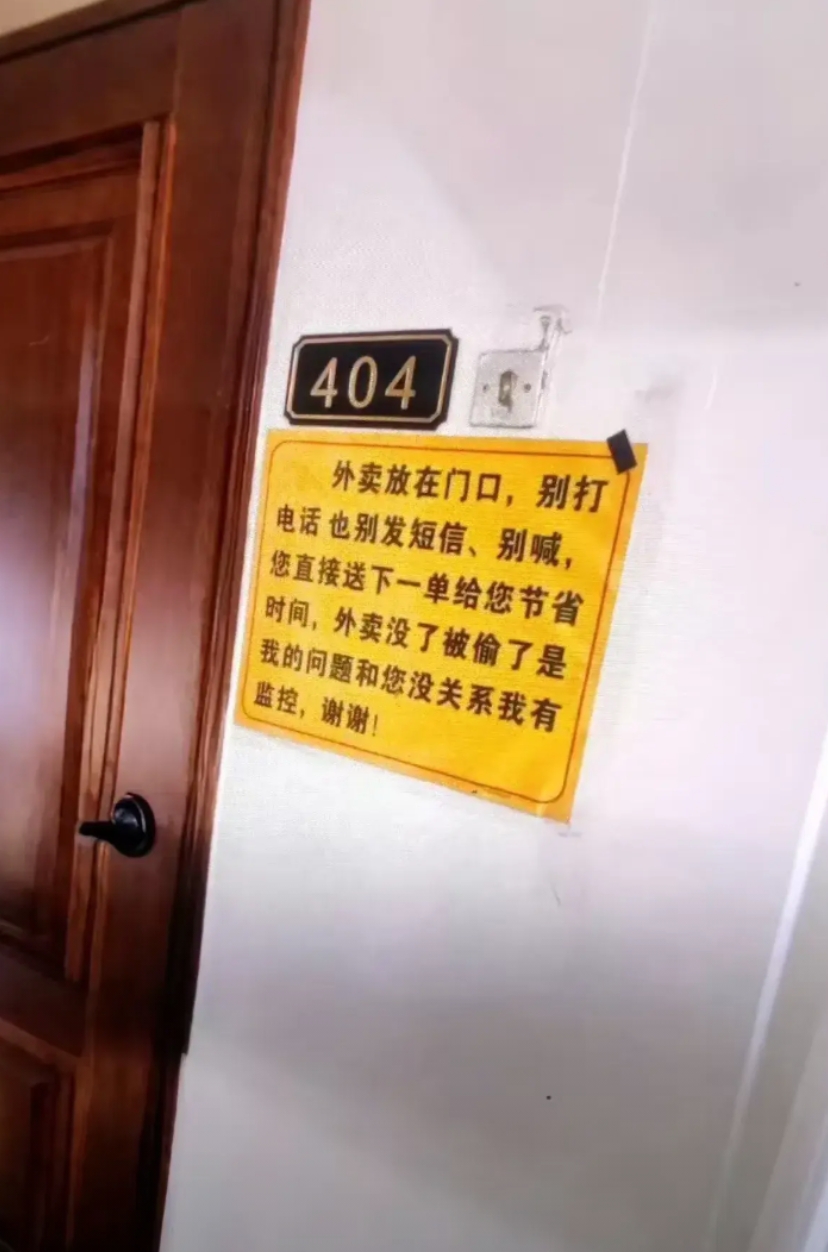 404
外卖放在门口，别打
电话也别发短信、别喊，
您直接送下一单给您节省
时间，外卖没了被偷了是
我的问题和您没关系我有
监控，谢谢！